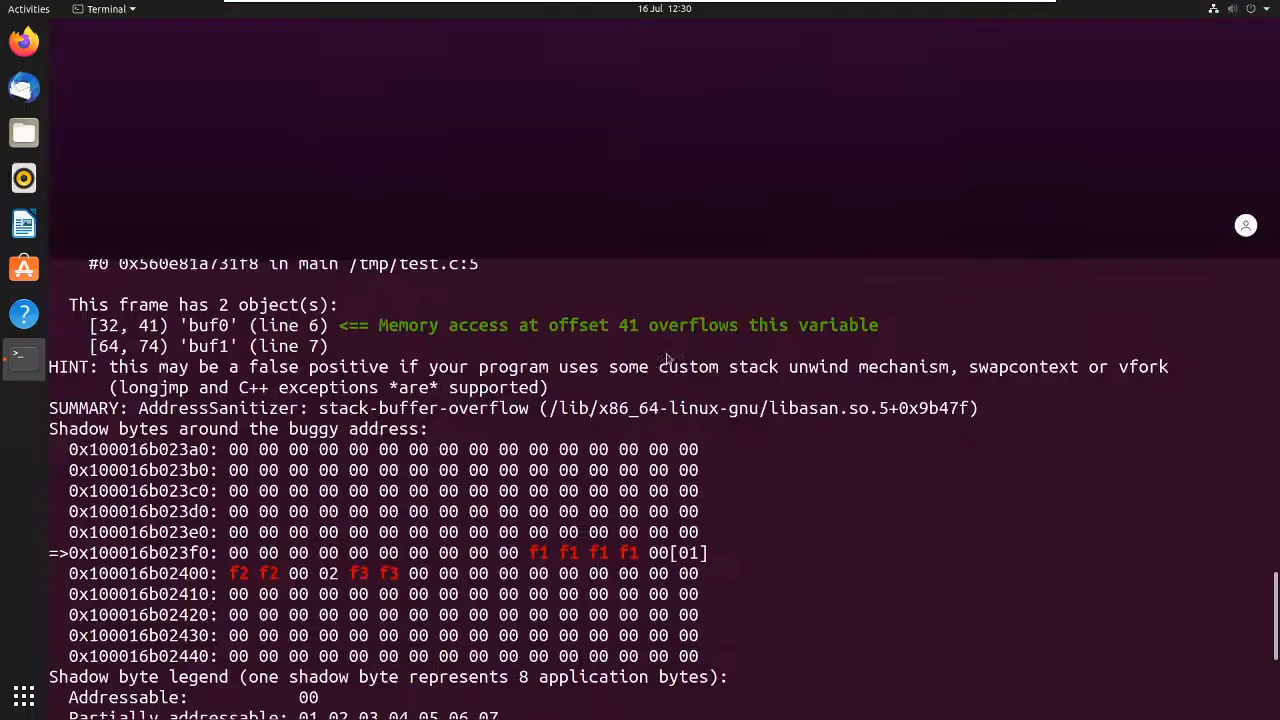 Activities
Terminal
16 Jul 12:30
#0 0x560e81a731f8 in main /tmp/test.c:5
This frame has 2 object(s):
[32, 41) 'buf0' (line 6) <== Memory access at offset 41 overflows this variable
[64, 74) 'buf1' (line 7)
HINT: this may be a false positive if your program uses some custom stack unwind mechanism, swapcontext or vfork
(longjmp and C++ exceptions *are* supported)
SUMMARY: AddressSanitizer: stack-buffer-overflow (/lib/x86_64-linux-gnu/libasan.so.5+0x9b47f)
Shadow bytes around the buggy address:
0x100016b023a0: 00 00 00 00 00 00 00 00 00 00 00 00 00 00 00 00
0x100016b023b0: 00 00 00 00 00 00 00 00 00 00 00 00 00 00 00 00
0x100016b023c0: 00 00 00 00 00 00 00 00 00 00 00 00 00 00 00 00
0x100016b023d0: 00 00 00 00 00 00 00 00 00 00 00 00 00 00 00 00
0x100016b023e0: 00 00 00 00 00 00 00 00 00 00 00 00 00 00 00 00
=>0x100016b023f0: 00 00 00 00 00 00 00 00 00 00 f1 f1 f1 f1 00[01]
0x100016b02400: f2 f2 00 02 f3 f3 00 00 00 00 00 00 00 00 00 00
0x100016b02410: 00 00 00 00 00 00 00 00 00 00 00 00 00 00 00 00
0x100016b02420: 00 00 00 00 00 00 00 00 00 00 00 00 00 00 00 00
0x100016b02430: 00 00 00 00 00 00 00 00 00 00 00 00 00 00 00 00
0x100016b02440: 00 00 00 00 00 00 00 00 00 00 00 00 00 00 00 00
Shadow byte legend (one shadow byte represents 8 application bytes):
Addressable: 00
Partially addressable: 01 02 03 04 05 06 07